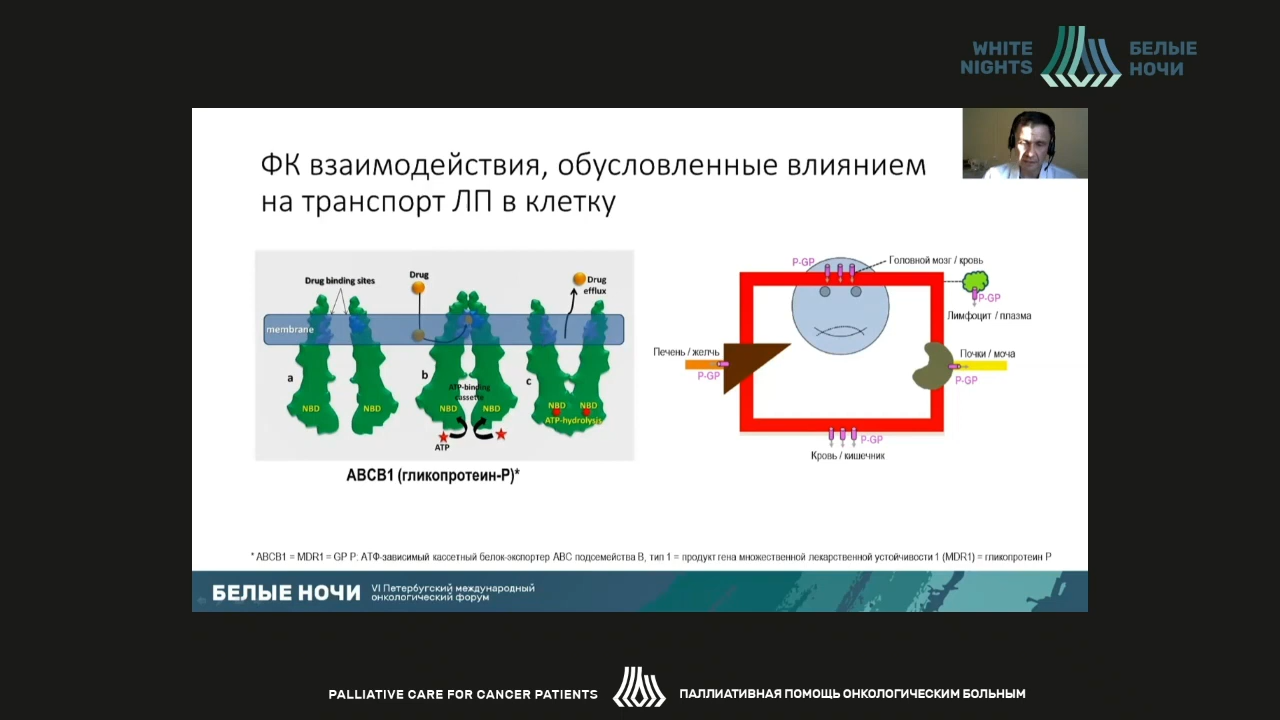 WHITE
NIGHTS
БЕЛЫЕ
НОЧИ
ФК взаимодействия, обусловленные влиянием
на транспорт ЛП в клетку
Drug binding sites
Drug
Drug
efflux
membrane
a
b
c
ATP-binding
cassette
NBD
NBD
NBD
NBD
NBD
NBD
ATP-hydrolysis
ATP
ABCB1 (гликопротеин-P)*
P-GP
Головной мозг / кровь
P-GP
Лимфоцит / плазма
Печень / желчь
P-GP
Почки / моча
P-GP
P-GP
Кровь / кишечник
* ABCB1 = MDR1 = GP P: АТФ-зависимый кассетный белок-экспортер ABC подсемейства B, тип 1 = продукт гена множественной лекарственной устойчивости 1 (MDR1) = гликопротеин P
БЕЛЫЕ НОЧИ
VI Петербугский международный
онкологический форум
PALLIATIVE CARE FOR CANCER PATIENTS
ПАЛЛИАТИВНАЯ ПОМОЩЬ ОНКОЛОГИЧЕСКИМ БОЛЬНЫМ